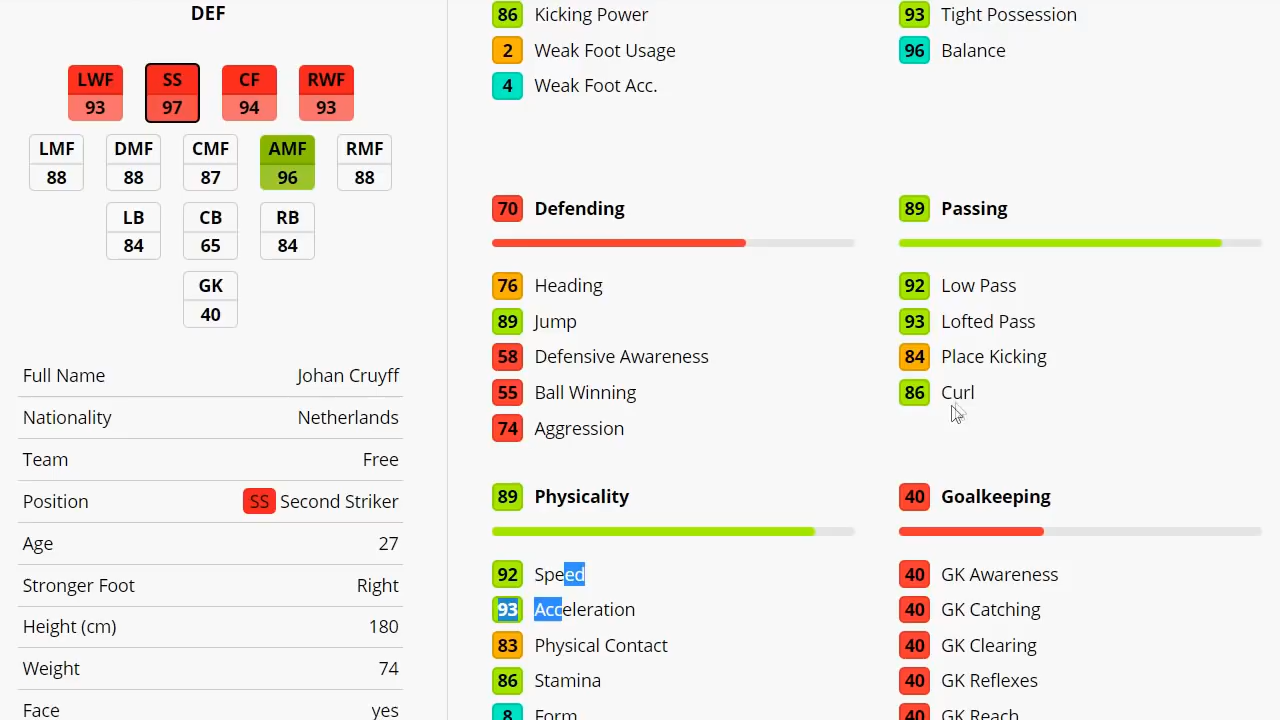 DEF
LWF SS CF RWF
93 97 94 93
LMF DMF CMF AMF RMF
88 88 87 96 88
LB CB RB
84 65 84
GK
40
Full Name Johan Cruyff
Nationality Netherlands
Team Free
Position SS Second Striker
Age 27
Stronger Foot Right
Height (cm) 180
Weight 74
Face yes
86 Kicking Power
2 Weak Foot Usage
4 Weak Foot Acc.
93 Tight Possession
96 Balance
70 Defending
76 Heading
89 Jump
58 Defensive Awareness
55 Ball Winning
74 Aggression
89 Passing
92 Low Pass
93 Lofted Pass
84 Place Kicking
86 Curl
89 Physicality
92 Speed
93 Acceleration
83 Physical Contact
86 Stamina
8 Form
40 Goalkeeping
40 GK Awareness
40 GK Catching
40 GK Clearing
40 GK Reflexes
40 GK Reach